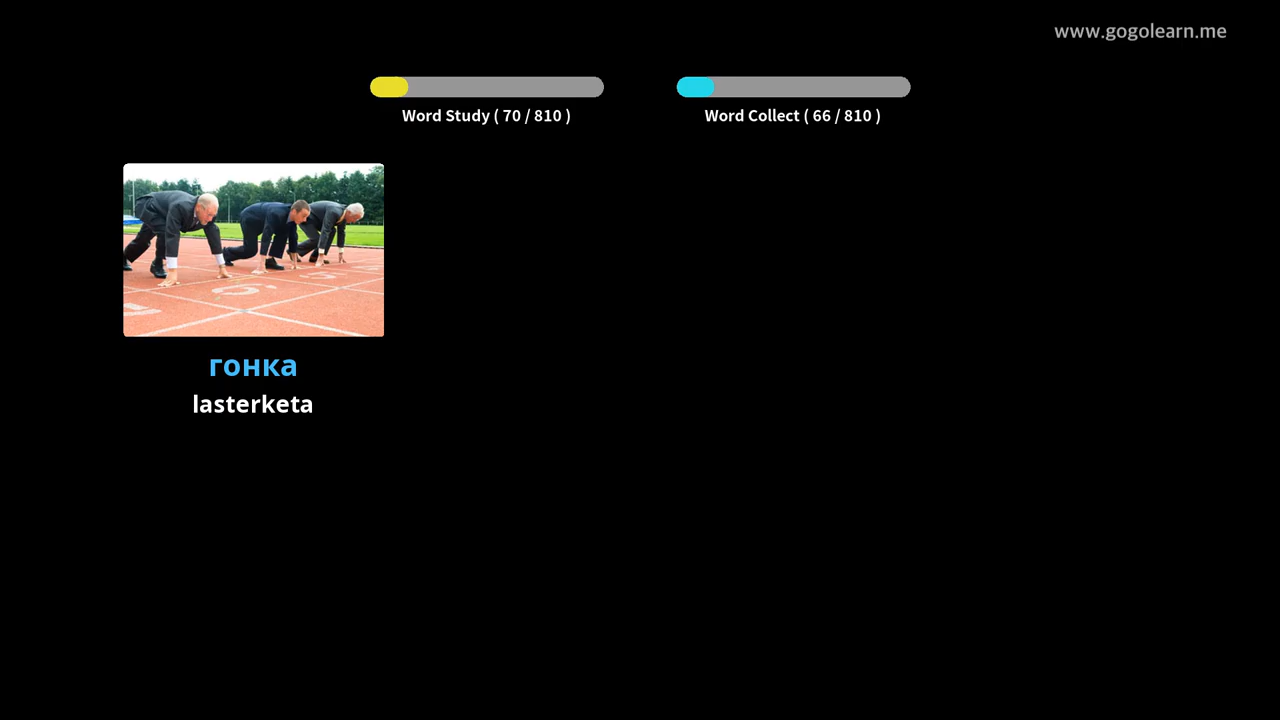 www.gogolearn.me
Word Study ( 70 / 810 )
Word Collect ( 66 / 810 )
гонка
lasterketa